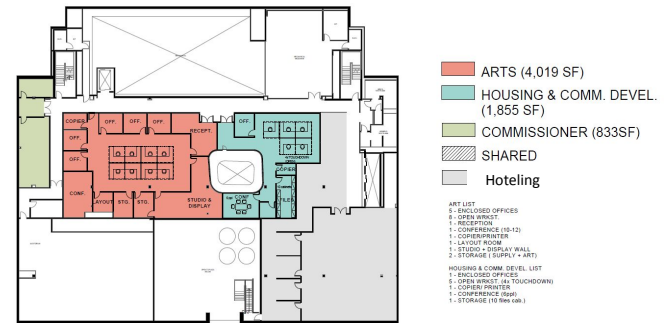 ARTS (4,019 SF)
HOUSING & COMM. DEVEL.
(1,855 SF)
COMMISSIONER (833SF)
SHARED
Hoteling
ART LIST
5 - ENCLOSED OFFICES
8 - OPEN WRKST.
1 - RECEPTION
1 - CONFERENCE (10-12)
1 - COPIER/PRINTER
1 - LAYOUT ROOM
1 - STUDIO + DISPLAY WALL
2 - STORAGE ( SUPPLY + ART)
HOUSING & COMM. DEVEL. LIST
1 - ENCLOSED OFFICES
5 - OPEN WRKST. (4x TOUCHDOWN)
1 - COPIER/ PRINTER
1 - CONFERENCE (6ppl)
1 - STORAGE (10 files cab.)
COPIER
OFF.
OFF.
OFF.
RECEPT.
OFF.
OFF.
OFF.
CONF.
LAYOUT
STG.
STG.
STUDIO &
DISPLAY
COPIER
CONF
FILES